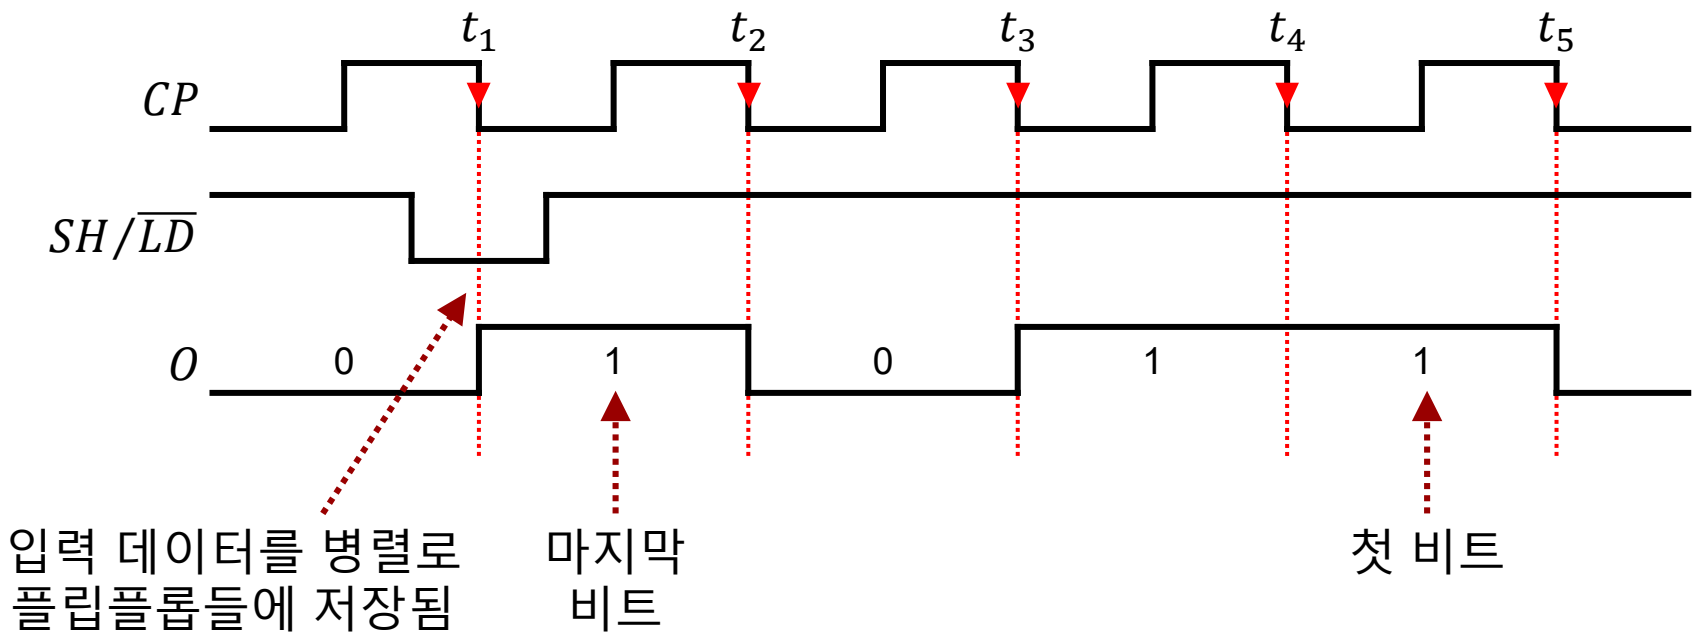 t₁ t₂ t₃ t₄ t₅
CP
SH/L̅D̅
O 0 1 0 1 1
입력 데이터를 병렬로
플립플롭들에 저장됨
마지막
비트
첫 비트